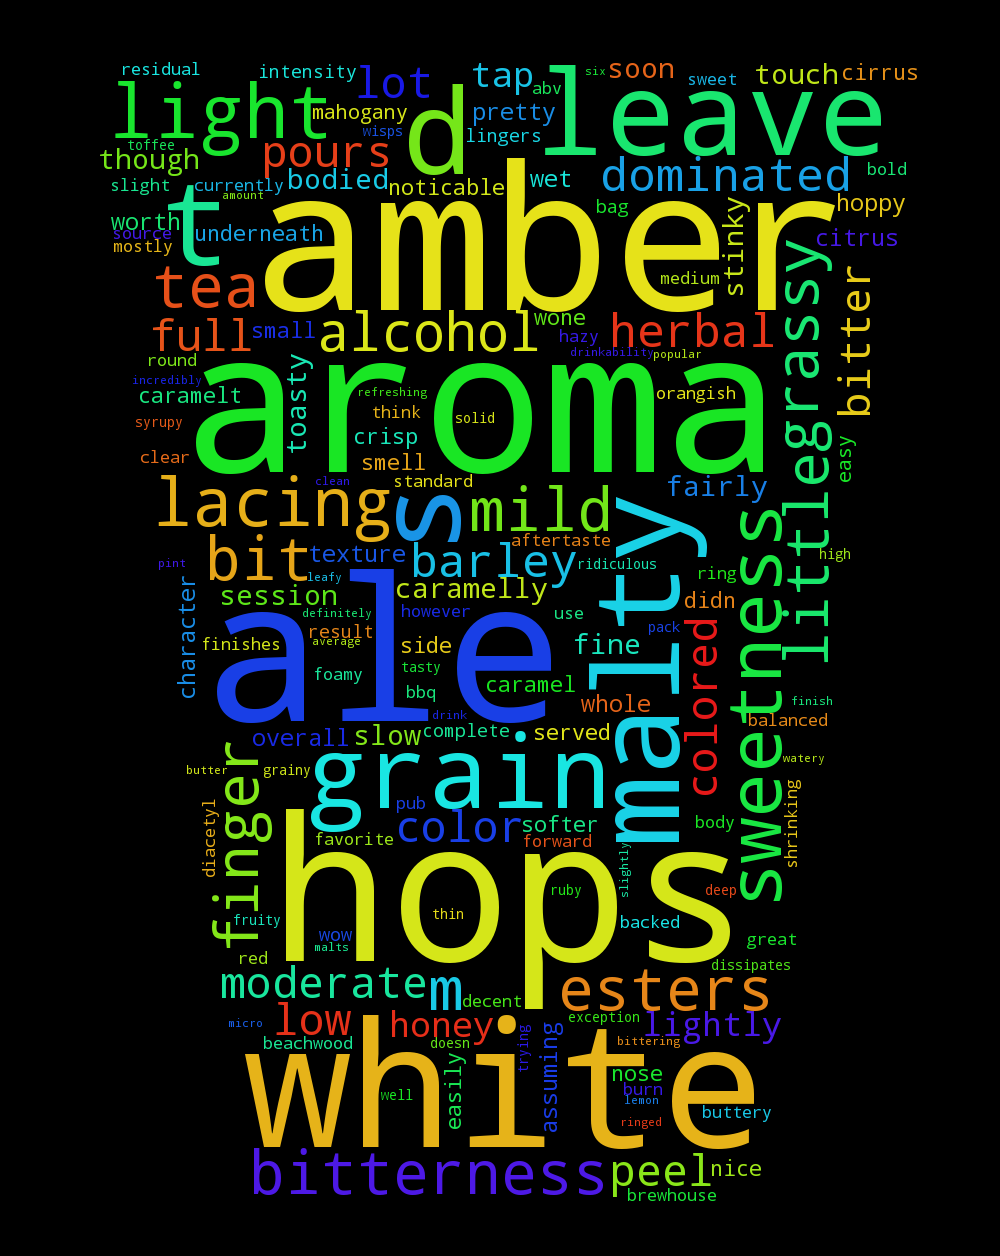 residual
intensity
lot
tap
abv
six
soon
sweet
touch
cirrus
light
mahogany
wisps
d
pretty
lingers
leave
toffee
though
pours
bodied
noticable
wet
dominated
bold
slight
currently
amount
t
amber
bag
stinky
hoppy
worth
source
mostly
underneath
citrus
tea
medium
grassy
bitter
full
small
alcohol
wone
hazy
herbal
round
toasty
drinkability
popular
incredibly
caramelt
aroma
refreshing
think
solid
orangish
syrupy
crisp
clear
smell
easy
lacing
clean
standard
s
mild
fairly
malty
sweetness
little
bit
texture
aftertaste
high
pint
leafy
barley
ridiculous
ring
session
caramelly
character
definitely
however
use
didn
result
ale
pack
finishes
average
side
fine
colored
foamy
tasty
bbq
caramel
whole
finish
drink
balanced
overall
slow
complete
served
finger
butter
grainy
grain
watery
diacetyl
pub
shrinking
color
softer
body
favorite
forward
hops
slightly
ruby
deep
fruity
thin
backed
wow
malts
red
great
dissipates
moderate
m
decent
esters
micro
low
honey
exception
lightly
beachwood
doesn
trying
assuming
bittering
white
easily
nose
burn
well
lemon
buttery
ringed
bitterness
peel
nice
brewhouse